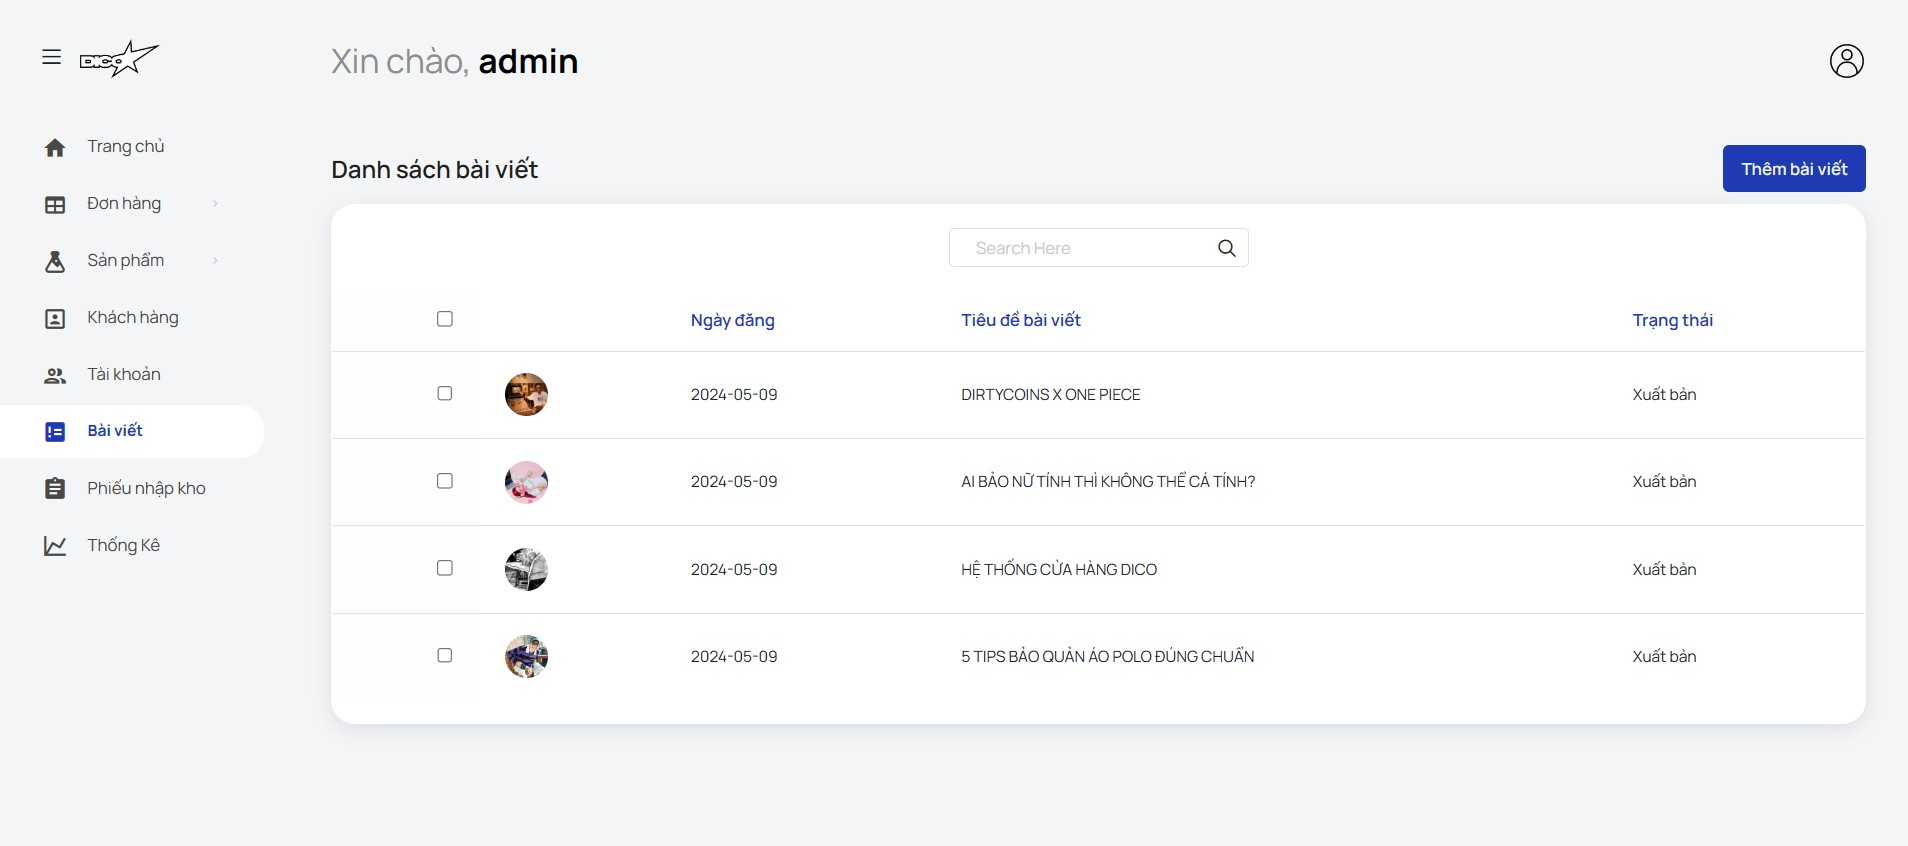 DICO
Xin chào, admin
Trang chủ
Đơn hàng
Sản phẩm
Khách hàng
Tài khoản
Bài viết
Phiếu nhập kho
Thống Kê
Danh sách bài viết
Thêm bài viết
Search Here
Ngày đăng Tiêu đề bài viết Trạng thái
2024-05-09 DIRTYCOINS X ONE PIECE Xuất bản
2024-05-09 AI BẢO NỮ TÍNH THÌ KHÔNG THỂ CÁ TÍNH? Xuất bản
2024-05-09 HỆ THỐNG CỬA HÀNG DICO Xuất bản
2024-05-09 5 TIPS BẢO QUẢN ÁO POLO ĐÚNG CHUẨN Xuất bản